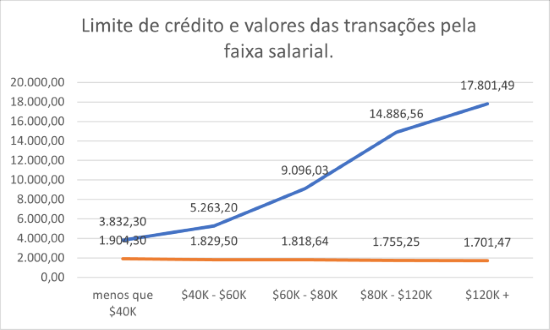 Limite de crédito e valores das transações pela
faixa salarial.
20.000,00
18.000,00
16.000,00
14.000,00
12.000,00
10.000,00
8.000,00
6.000,00
4.000,00
2.000,00
0,00
3.832,30
5.263,20
9.096,03
14.886,56
17.801,49
1.904,30
1.829,50
1.818,64
1.755,25
1.701,47
menos que
$40K
$40K - $60K
$60K - $80K
$80K - $120K
$120K +